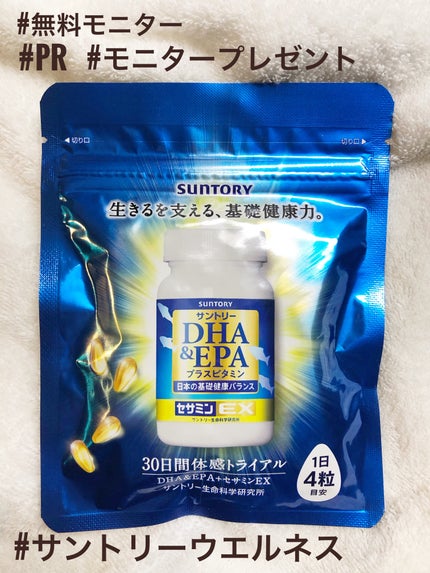 #無料モニター
#PR #モニタープレゼント
切り口
切り口
SUNTORY
生きるを支える、基礎健康力。
SUNTORY
サントリー
DHA
&EPA
プラスビタミン
日本の基礎健康バランス
セサミンEX
サントリー生命科学研究所
30日間体感トライアル
DHA&EPA+セサミンEX
サントリー生命科学研究所
1日
4粒
目安
#サントリーウエルネス